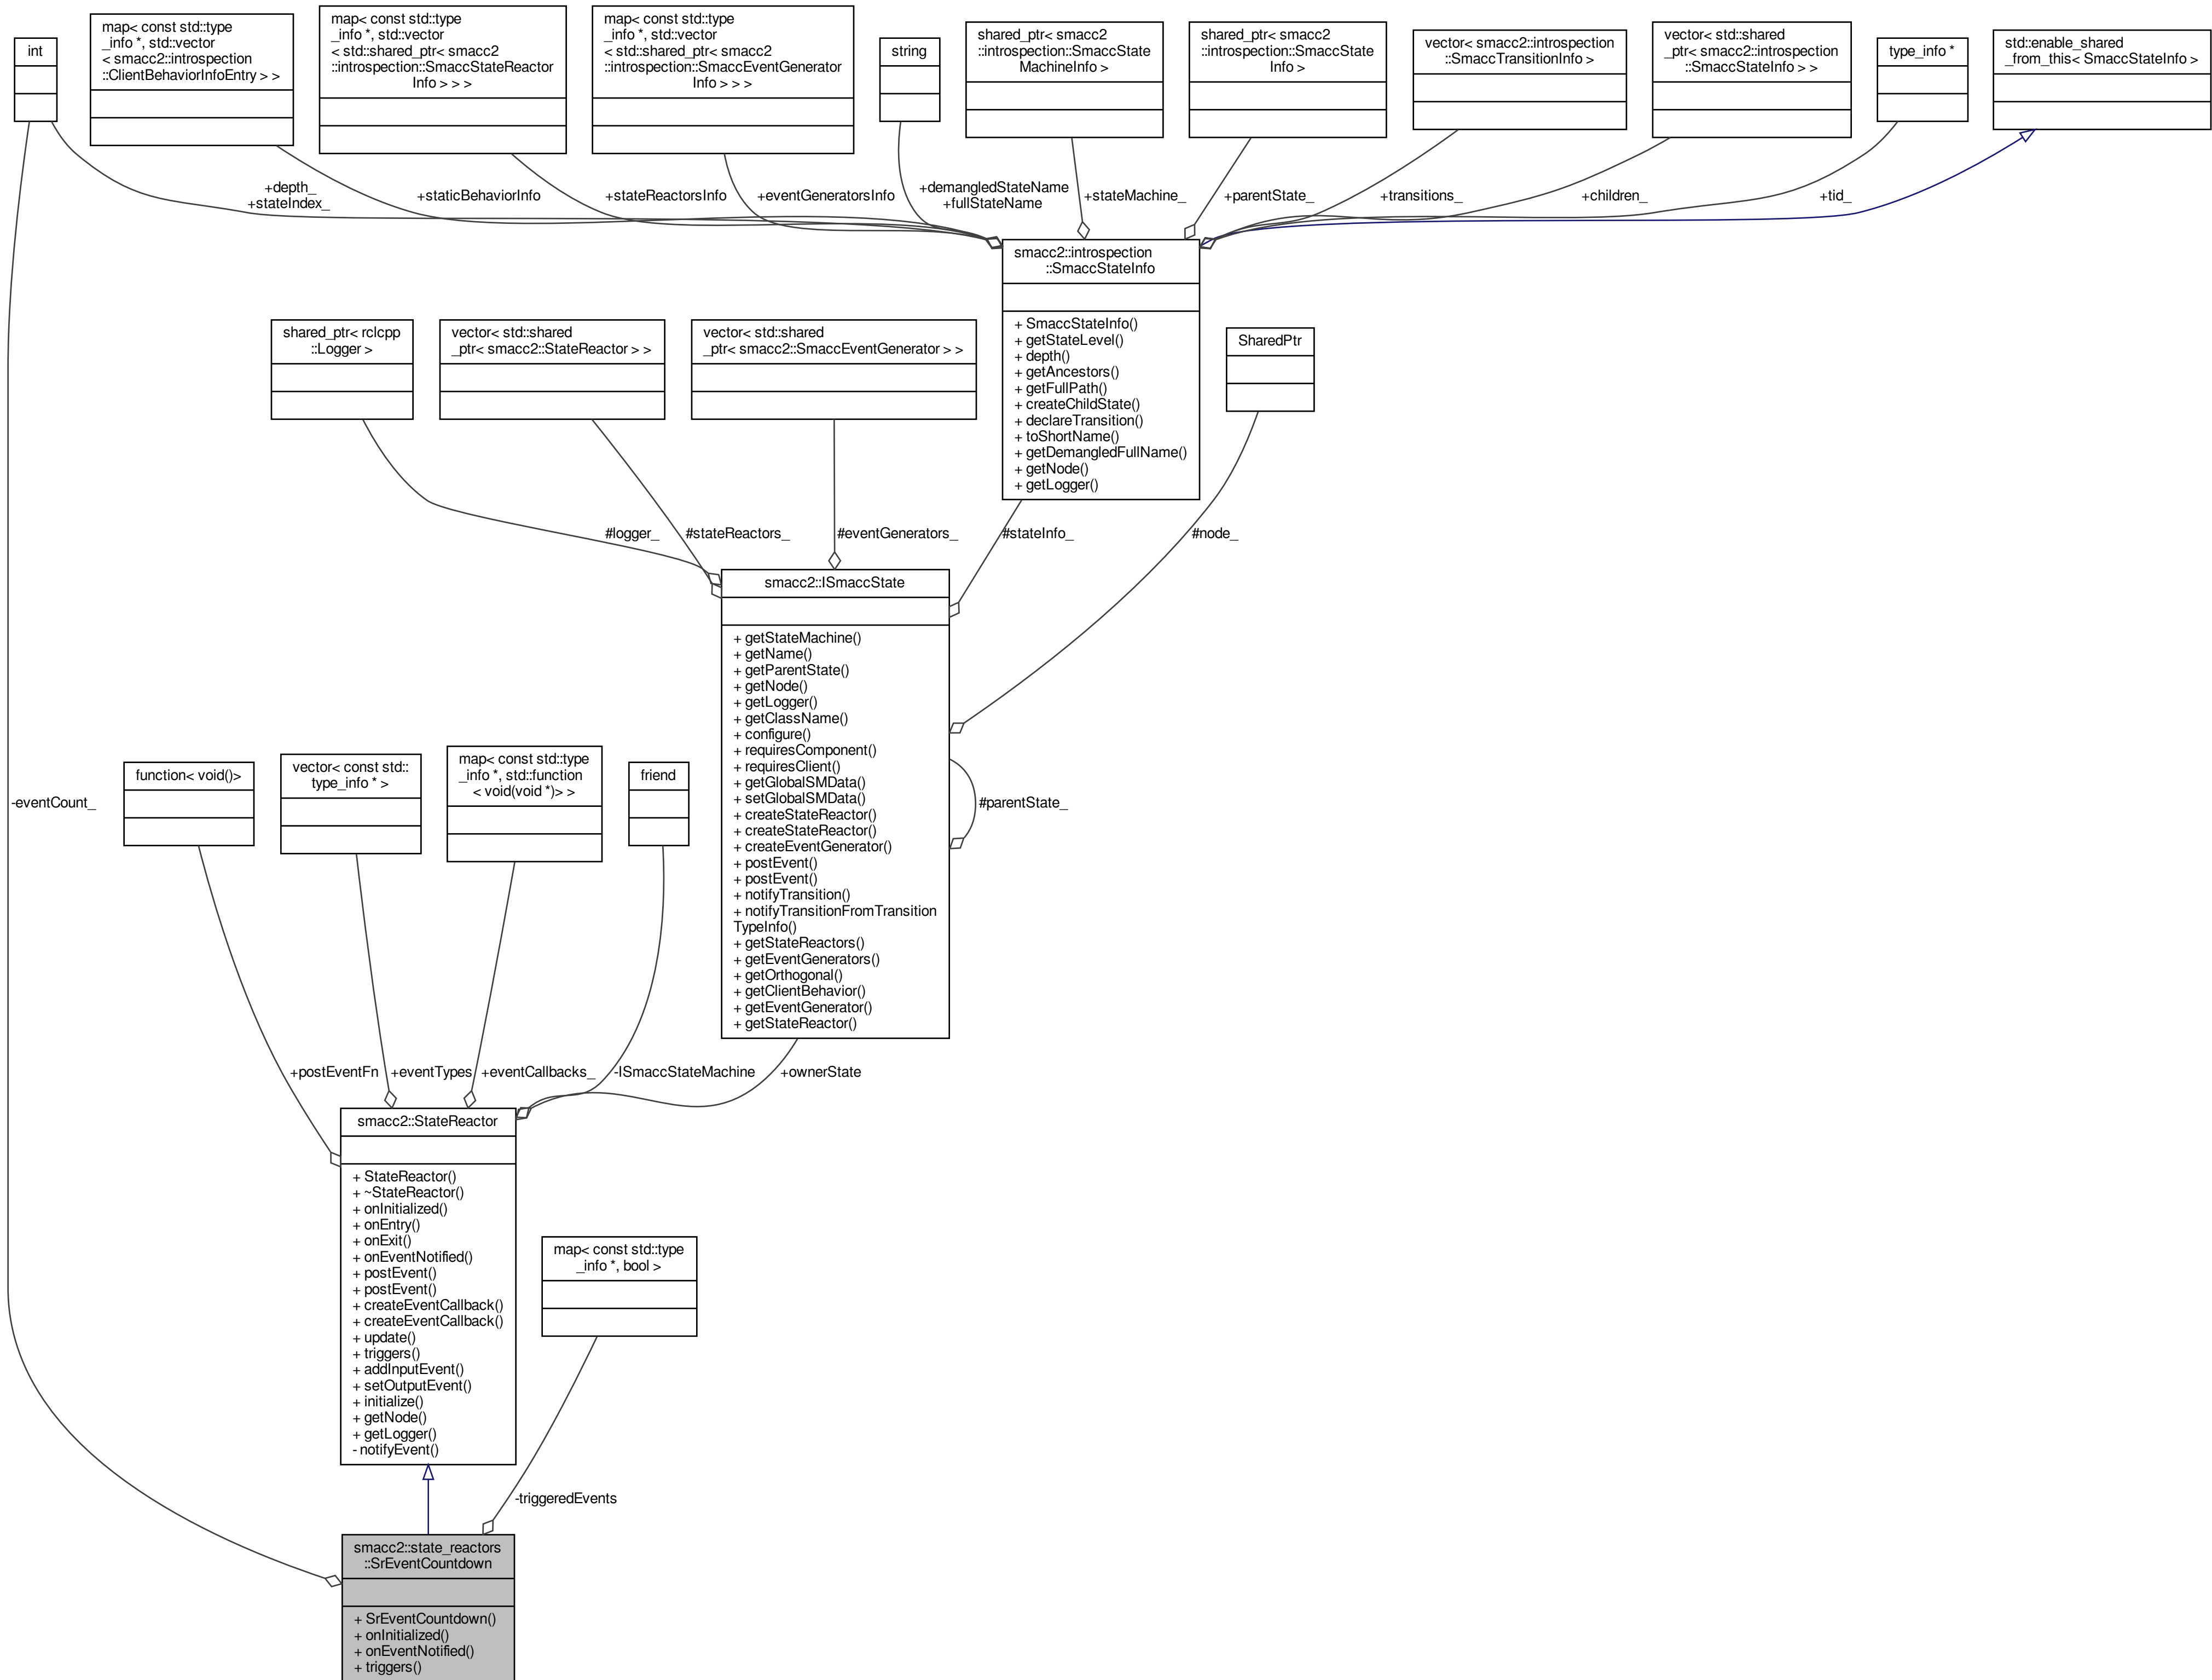 int
map< const std::type
_info *, std::vector
< smacc2::introspection
::ClientBehaviorInfoEntry > >
map< const std::type
_info *, std::vector
< std::shared_ptr< smacc2
::introspection::SmaccStateReactor
Info > > >
map< const std::type
_info *, std::vector
< std::shared_ptr< smacc2
::introspection::SmaccEventGenerator
Info > > >
string
shared_ptr< smacc2
::introspection::SmaccState
MachineInfo >
shared_ptr< smacc2
::introspection::SmaccState
Info >
vector< smacc2::introspection
::SmaccTransitionInfo >
vector< std::shared
_ptr< smacc2::introspection
::SmaccStateInfo > >
type_info *
std::enable_shared
_from_this< SmaccStateInfo >
+depth_
+stateIndex_
+staticBehaviorInfo
+stateReactorsInfo
+eventGeneratorsInfo
+demangledStateName
+fullStateName
+stateMachine_
+parentState_
+transitions_
+children_
+tid_
smacc2::introspection
::SmaccStateInfo
+ SmaccStateInfo()
+ getStateLevel()
+ depth()
+ getAncestors()
+ getFullPath()
+ createChildState()
+ declareTransition()
+ toShortName()
+ getDemangledFullName()
+ getNode()
+ getLogger()
shared_ptr< rclcpp
::Logger >
vector< std::shared
_ptr< smacc2::StateReactor > >
vector< std::shared
_ptr< smacc2::SmaccEventGenerator > >
SharedPtr
#logger_
#stateReactors_
#eventGenerators_
#stateInfo_
#node_
smacc2::ISmaccState
+ getStateMachine()
+ getName()
+ getParentState()
+ getNode()
+ getLogger()
+ getClassName()
+ configure()
+ requiresComponent()
+ requiresClient()
+ getGlobalSMData()
+ setGlobalSMData()
+ createStateReactor()
+ createStateReactor()
+ createEventGenerator()
+ postEvent()
+ postEvent()
+ notifyTransition()
+ notifyTransitionFromTransition
TypeInfo()
+ getStateReactors()
+ getEventGenerators()
+ getOrthogonal()
+ getClientBehavior()
+ getEventGenerator()
+ getStateReactor()
#parentState_
-eventCount_
function< void()>
vector< const std::
type_info * >
map< const std::type
_info *, std::function
< void(void *)> >
friend
+postEventFn
+eventTypes
+eventCallbacks_
-ISmaccStateMachine
+ownerState
smacc2::StateReactor
+ StateReactor()
+ ~StateReactor()
+ onInitialized()
+ onEntry()
+ onExit()
+ onEventNotified()
+ postEvent()
+ postEvent()
+ createEventCallback()
+ createEventCallback()
+ update()
+ triggers()
+ addInputEvent()
+ setOutputEvent()
+ initialize()
+ getNode()
+ getLogger()
- notifyEvent()
map< const std::type
_info *, bool >
-triggeredEvents
smacc2::state_reactors
::SrEventCountdown
+ SrEventCountdown()
+ onInitialized()
+ onEventNotified()
+ triggers()